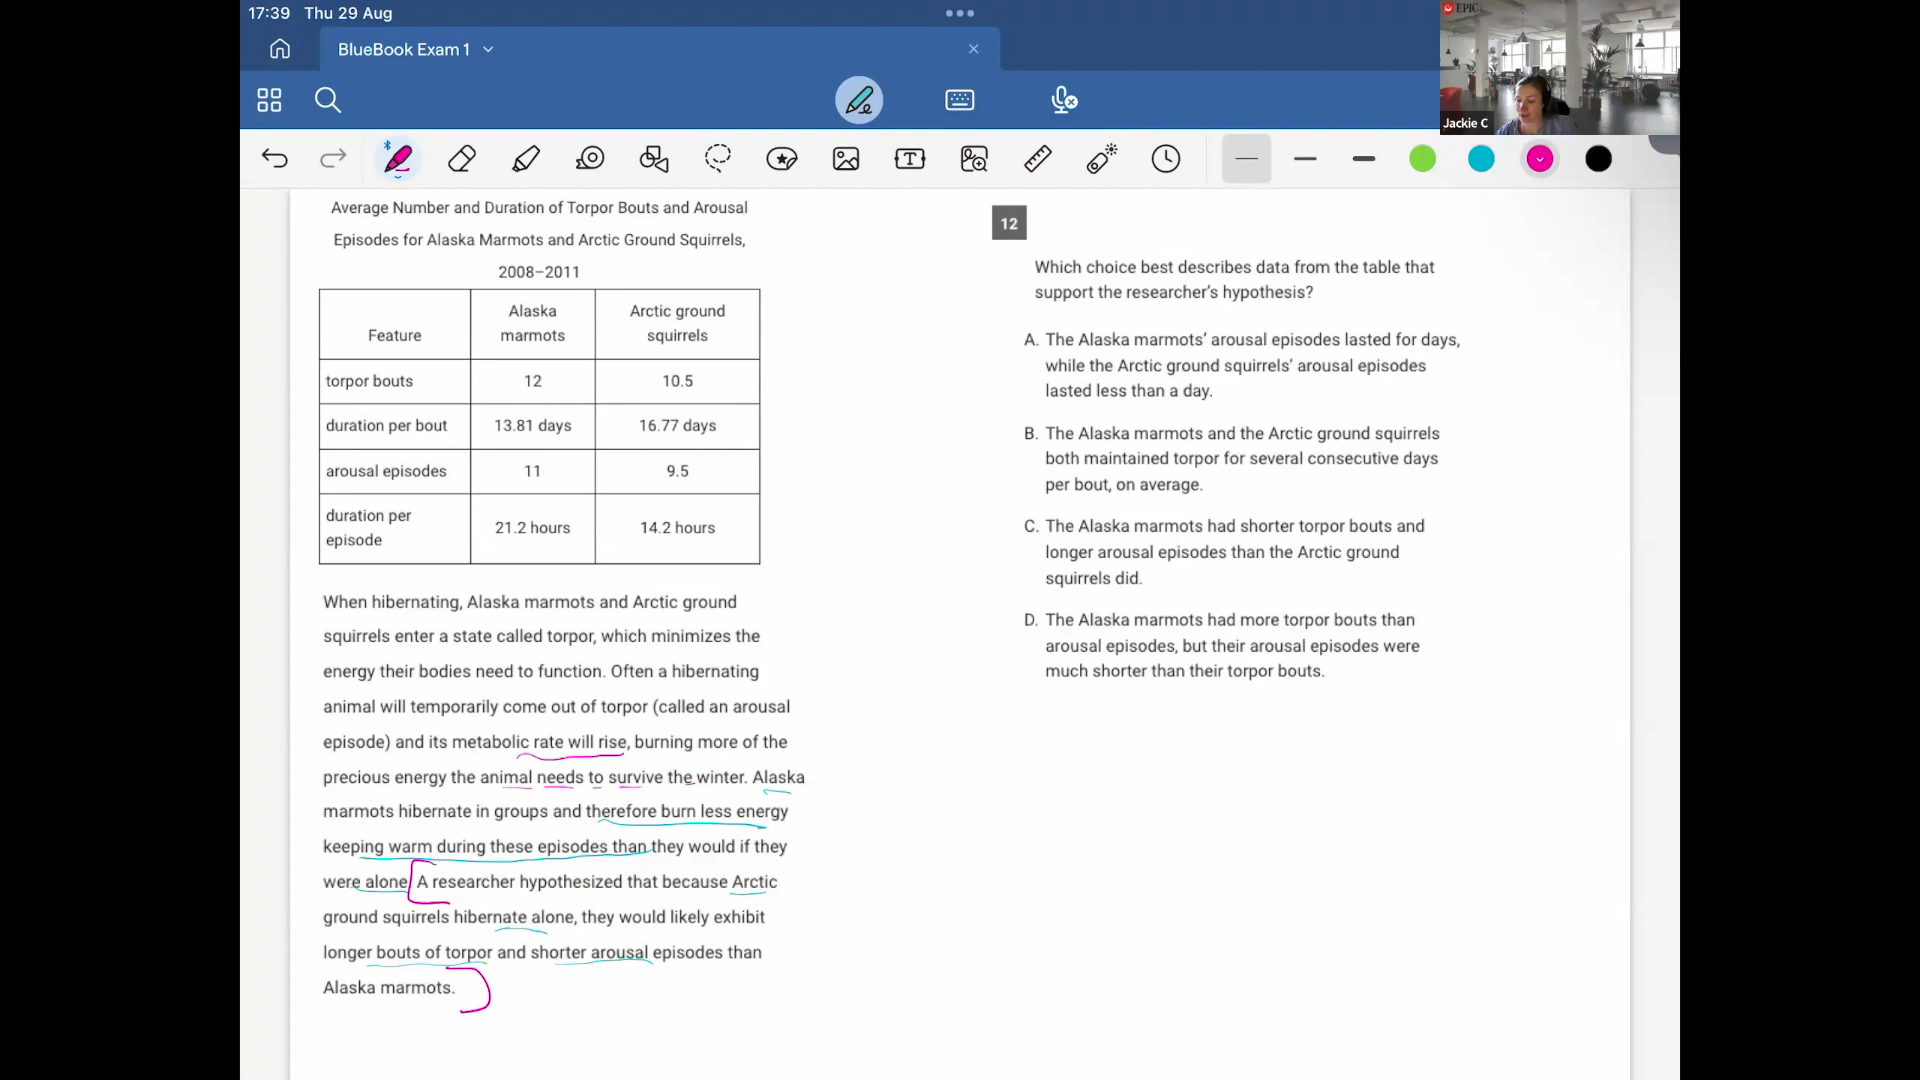 17:39 Thu 29 Aug
BlueBook Exam 1
EPIC
Jackie C
Average Number and Duration of Torpor Bouts and Arousal
Episodes for Alaska Marmots and Arctic Ground Squirrels,
2008–2011
Feature
Alaska
marmots
Arctic ground
squirrels
torpor bouts 12 10.5
duration per bout 13.81 days 16.77 days
arousal episodes 11 9.5
duration per
episode
21.2 hours 14.2 hours
When hibernating, Alaska marmots and Arctic ground
squirrels enter a state called torpor, which minimizes the
energy their bodies need to function. Often a hibernating
animal will temporarily come out of torpor (called an arousal
episode) and its metabolic rate will rise, burning more of the
precious energy the animal needs to survive the winter. Alaska
marmots hibernate in groups and therefore burn less energy
keeping warm during these episodes than they would if they
were alone. A researcher hypothesized that because Arctic
ground squirrels hibernate alone, they would likely exhibit
longer bouts of torpor and shorter arousal episodes than
Alaska marmots.
12
Which choice best describes data from the table that
support the researcher's hypothesis?
A. The Alaska marmots' arousal episodes lasted for days,
while the Arctic ground squirrels' arousal episodes
lasted less than a day.
B. The Alaska marmots and the Arctic ground squirrels
both maintained torpor for several consecutive days
per bout, on average.
C. The Alaska marmots had shorter torpor bouts and
longer arousal episodes than the Arctic ground
squirrels did.
D. The Alaska marmots had more torpor bouts than
arousal episodes, but their arousal episodes were
much shorter than their torpor bouts.